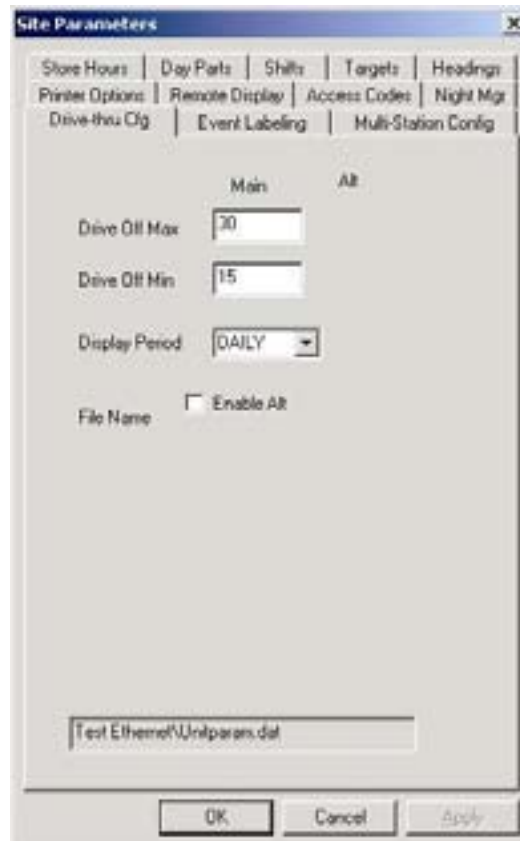 Site Parameters
Store Hours Day Parts Shifts Targets Headings
Printer Options Remote Display Access Codes Night Mgr
Drive-thru Cfg Event Labeling Multi-Station Config
Main Alt
Drive Off Max 30
Drive Off Min 15
Display Period DAILY
File Name Enable Alt
Test Ethernet\Unitparam.dat
OK Cancel Apply